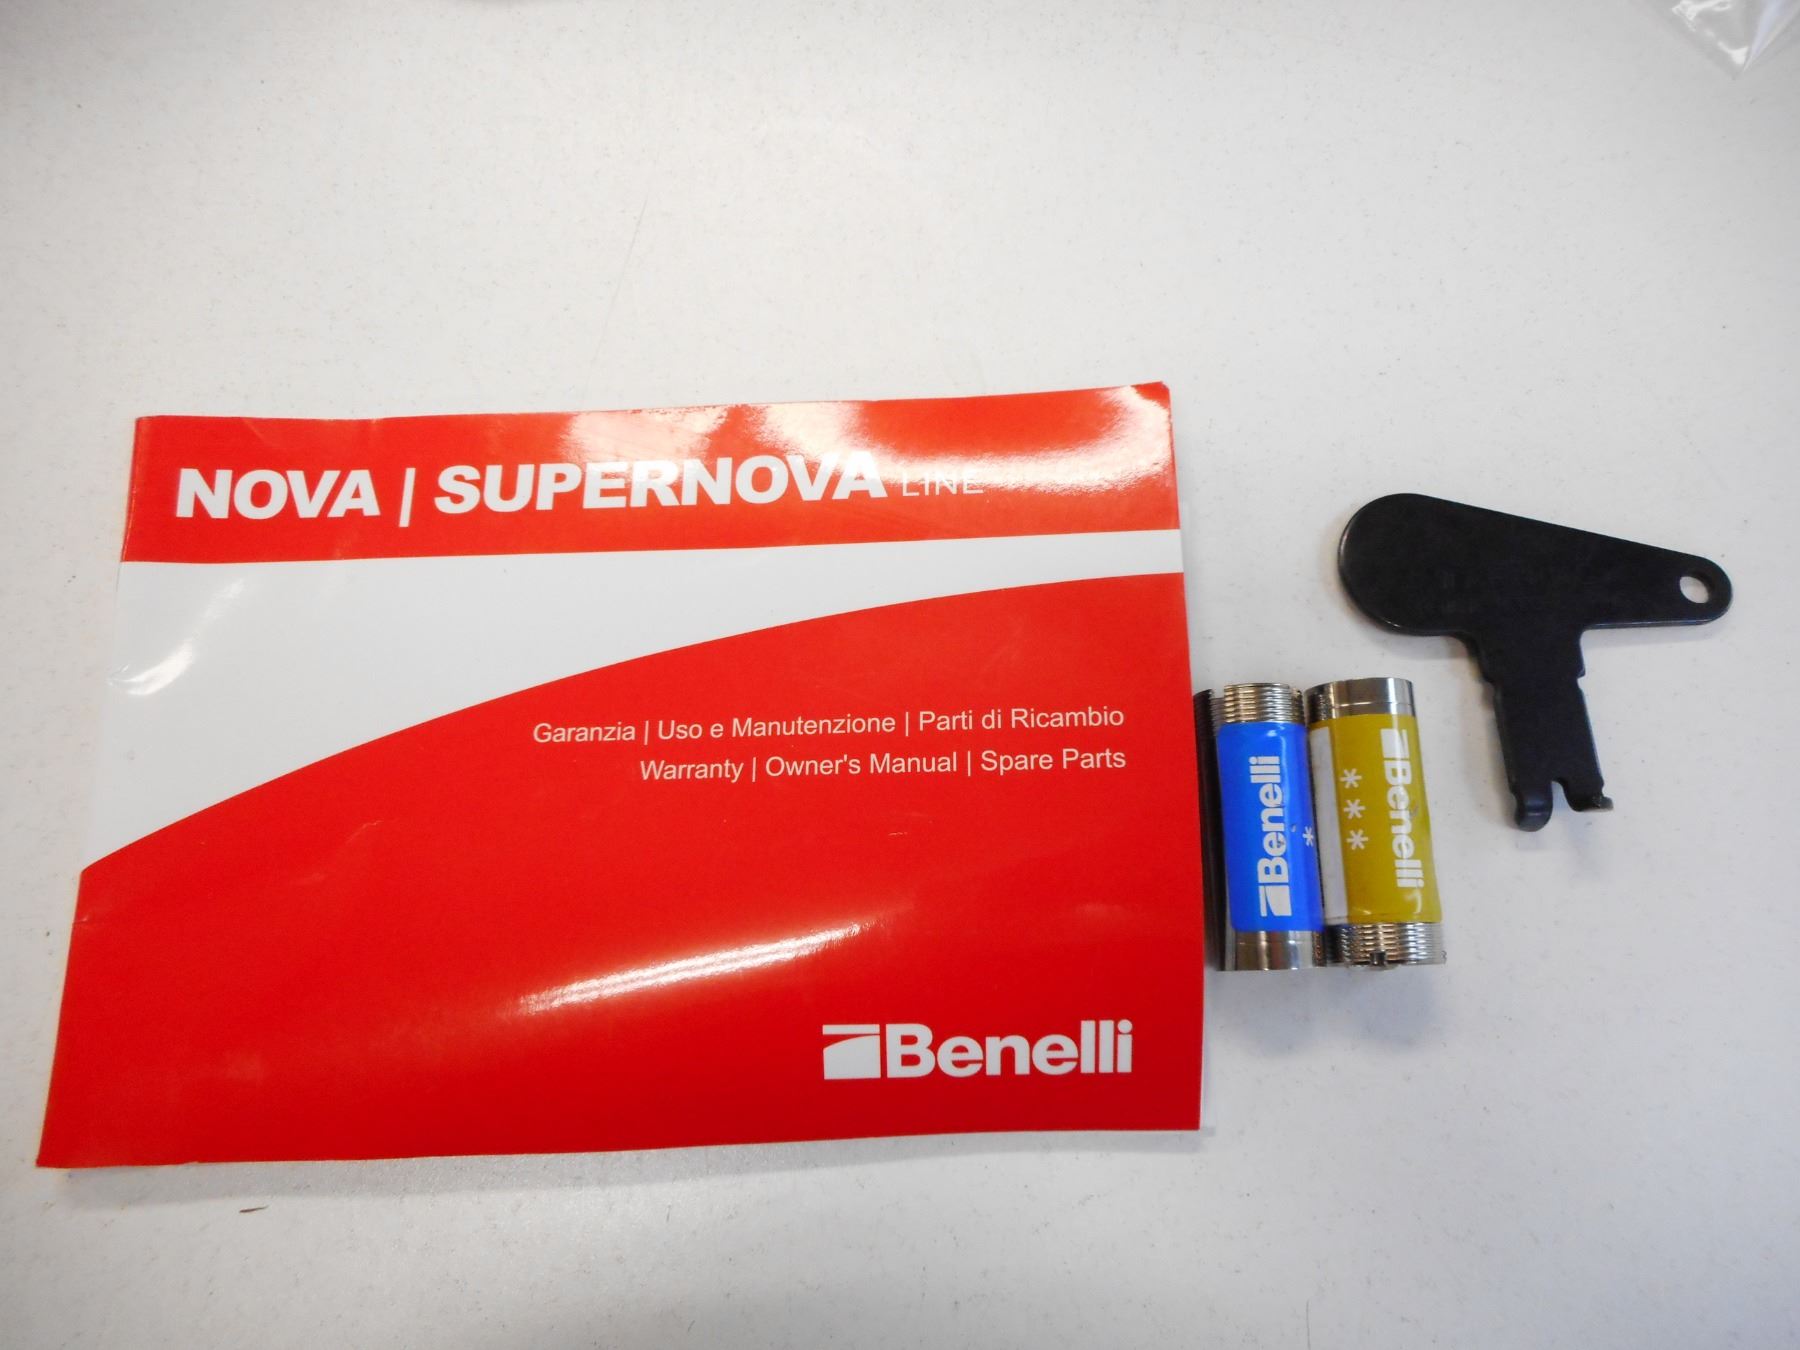 NOVA | SUPERNOVA LINE
Garanzia | Uso e Manutenzione | Parti di Ricambio
Warranty | Owner's Manual | Spare Parts
Benelli
Benelli
*
Benelli
***